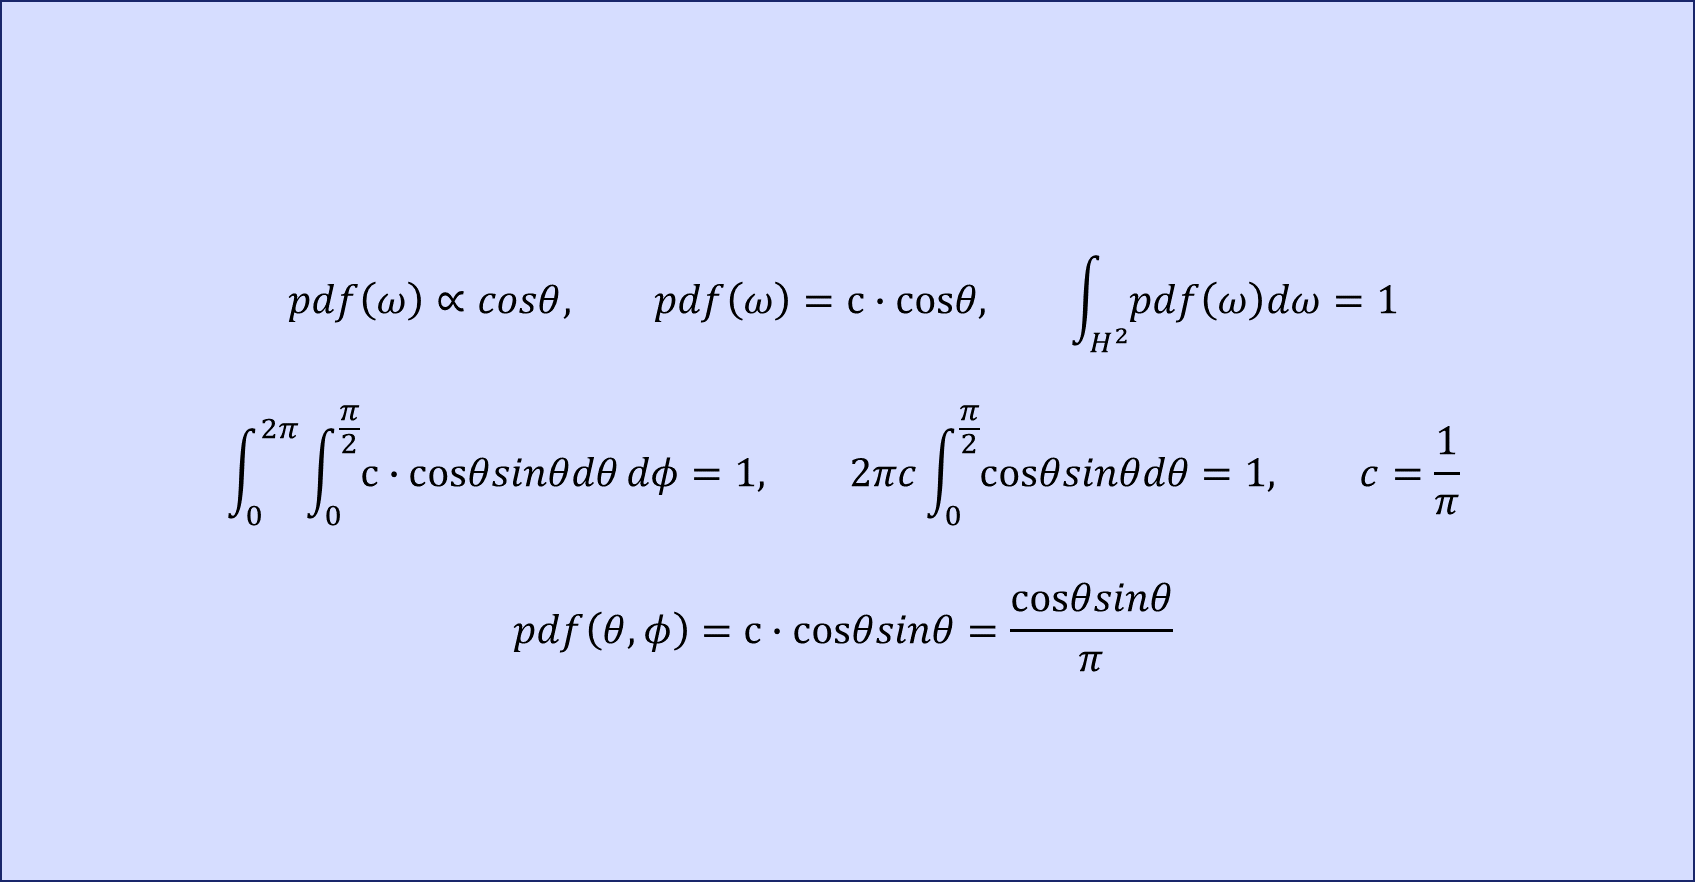 pdf(ω) ∝ cosθ, pdf(ω) = c · cosθ, ∫_{H²} pdf(ω)dω = 1
∫_0^{2π} ∫_0^{π/2} c · cosθsinθdθ dϕ = 1, 2πc ∫_0^{π/2} cosθsinθdθ = 1, c = 1/π
pdf(θ, ϕ) = c · cosθsinθ = cosθsinθ/π